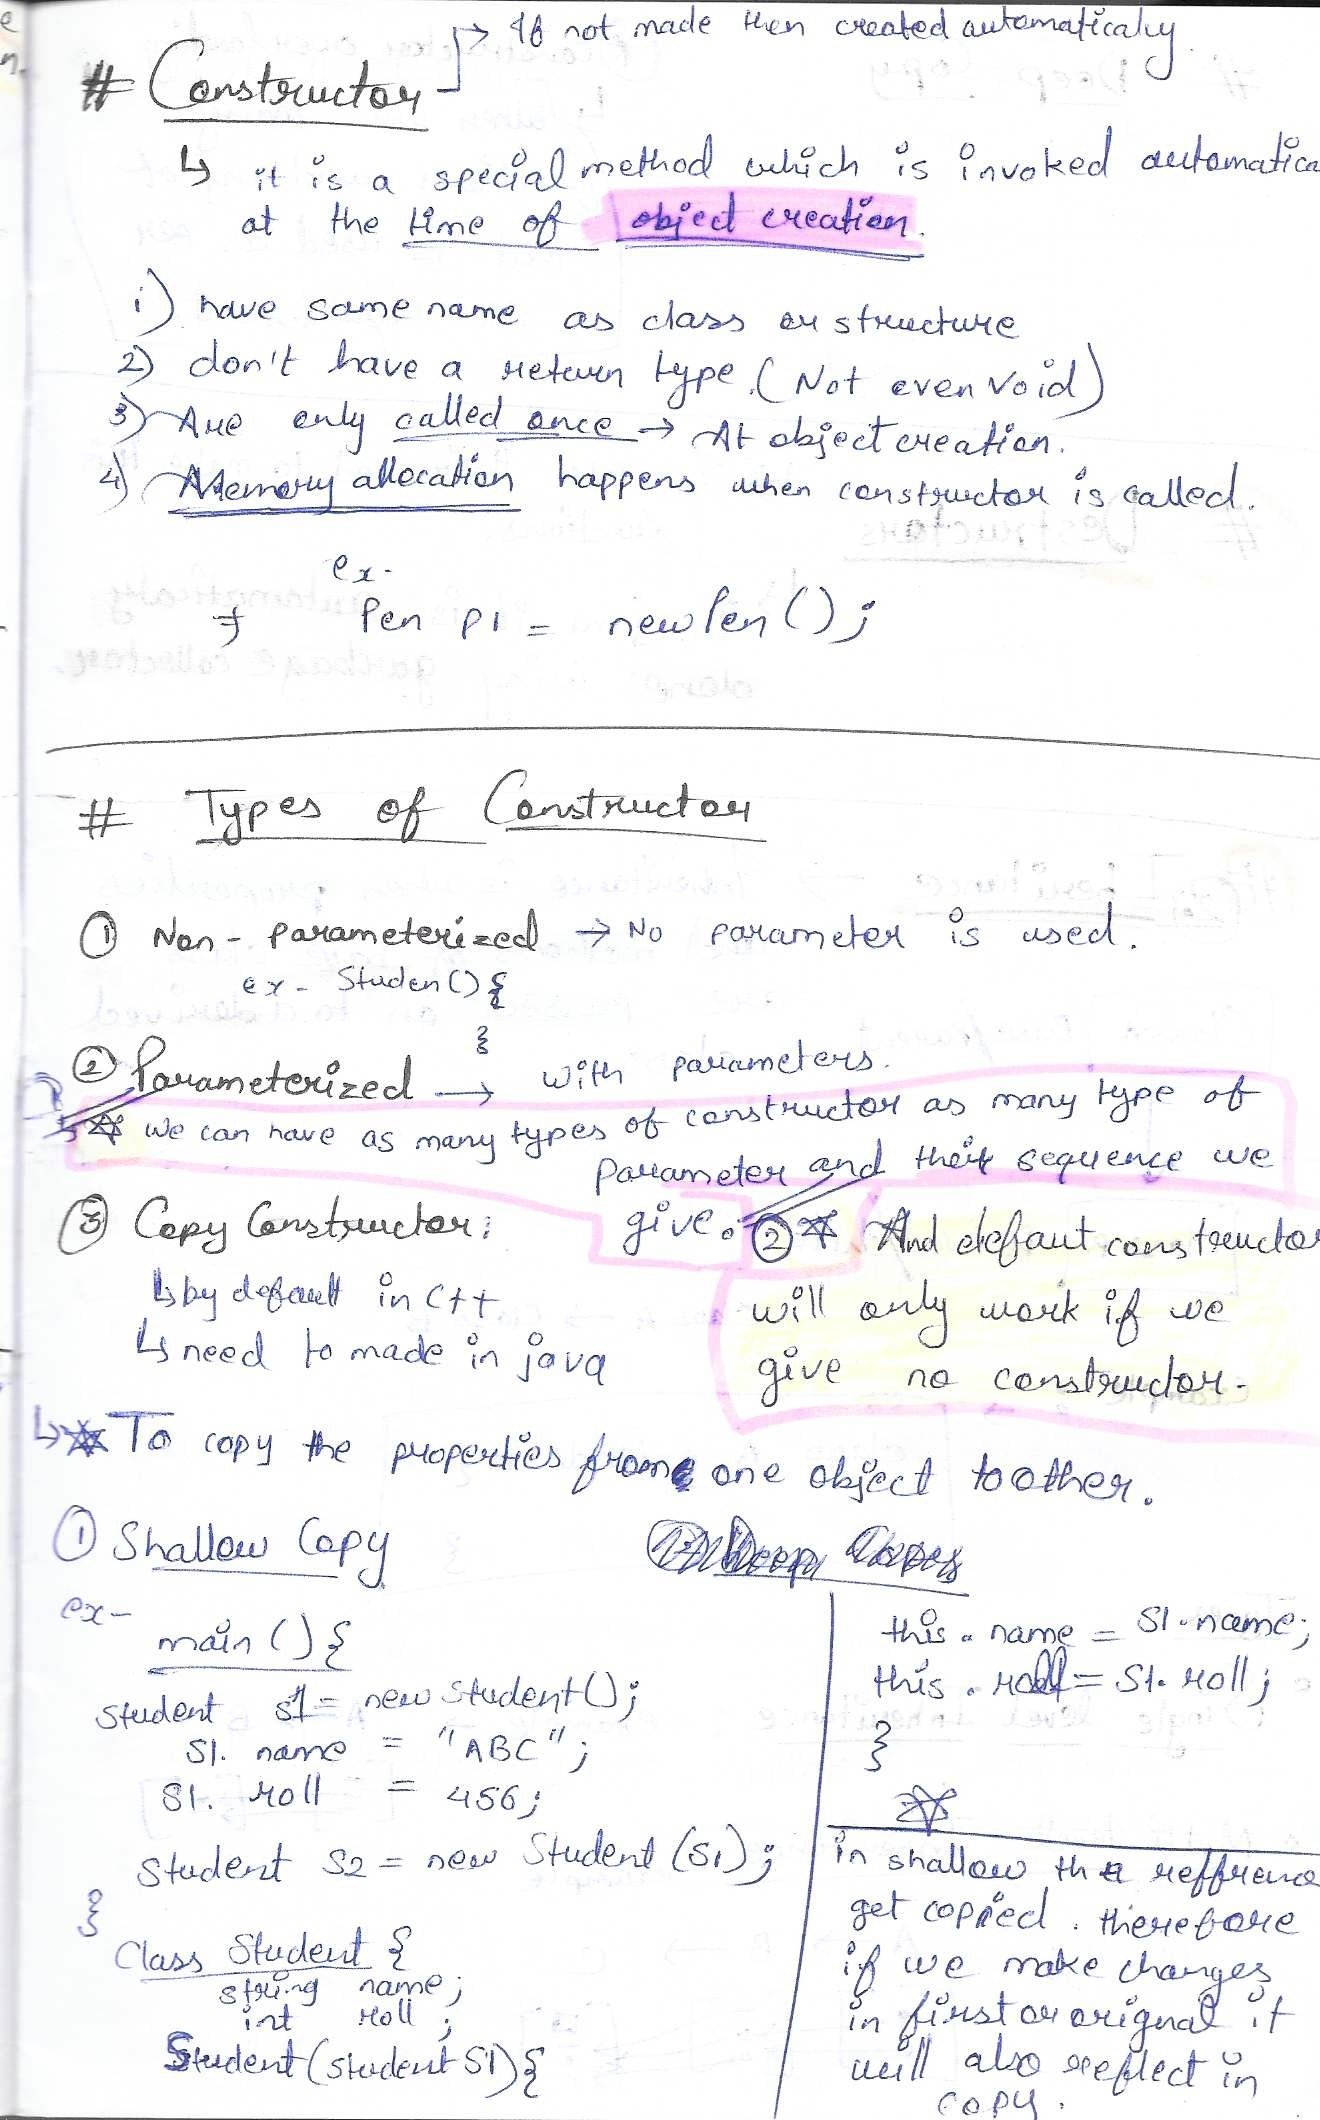 → If not made then created automatically.
# Constructor
↳ it is a special method which is invoked automatica
at the time of object creation.
1) have same name as class or structure
2) don't have a return type. (Not even void)
3) Are only called once → At object creation.
4) Memory allocation happens when constructor is called.
ex.
Pen p1 = new Pen();
# Types of Constructor
① Non-parameterized → No parameter is used.
ex- Studen() {
}
② Parameterized → with parameters.
☆ we can have as many types of constructor as many type of
parameter and their sequence we
give.
③ Copy Constructor:
↳ by default in C++
↳ need to made in java
② ☆ And defaut constructor
will only work if we
give no constructor.
↳ ☆ To copy the properties from one object to other.
① Shallow Copy
ex-
main () {
Student s1 = new Student();
S1. name = "ABC";
S1. roll = 456;
Student S2 = new Student (S1);
}
Class Student {
string name;
int roll;
Student (Student S1) {
this. name = S1. name;
this. roll = S1. roll;
}
☆
in shallow the reffrence
get copied. therefore
if we make changes
in first or orignal it
will also reflect in
copy.